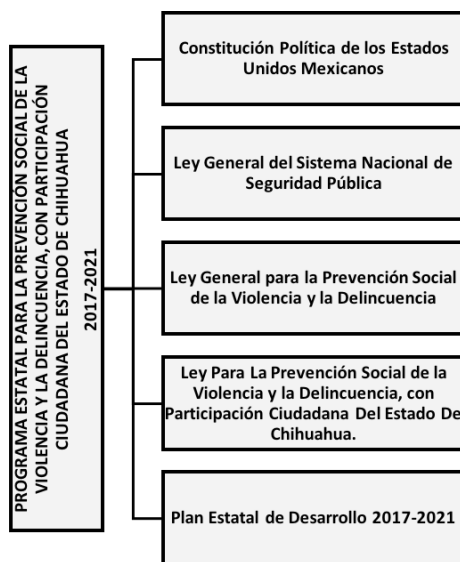 PROGRAMA ESTATAL PARA LA PREVENCIÓN SOCIAL DE LA
VIOLENCIA Y LA DELINCUENCIA, CON PARTICIPACIÓN
CIUDADANA DEL ESTADO DE CHIHUAHUA
2017-2021
Constitución Política de los Estados
Unidos Mexicanos
Ley General del Sistema Nacional de
Seguridad Pública
Ley General para la Prevención Social
de la Violencia y la Delincuencia
Ley Para La Prevención Social de la
Violencia y la Delincuencia, con
Participación Ciudadana Del Estado De
Chihuahua.
Plan Estatal de Desarrollo 2017-2021